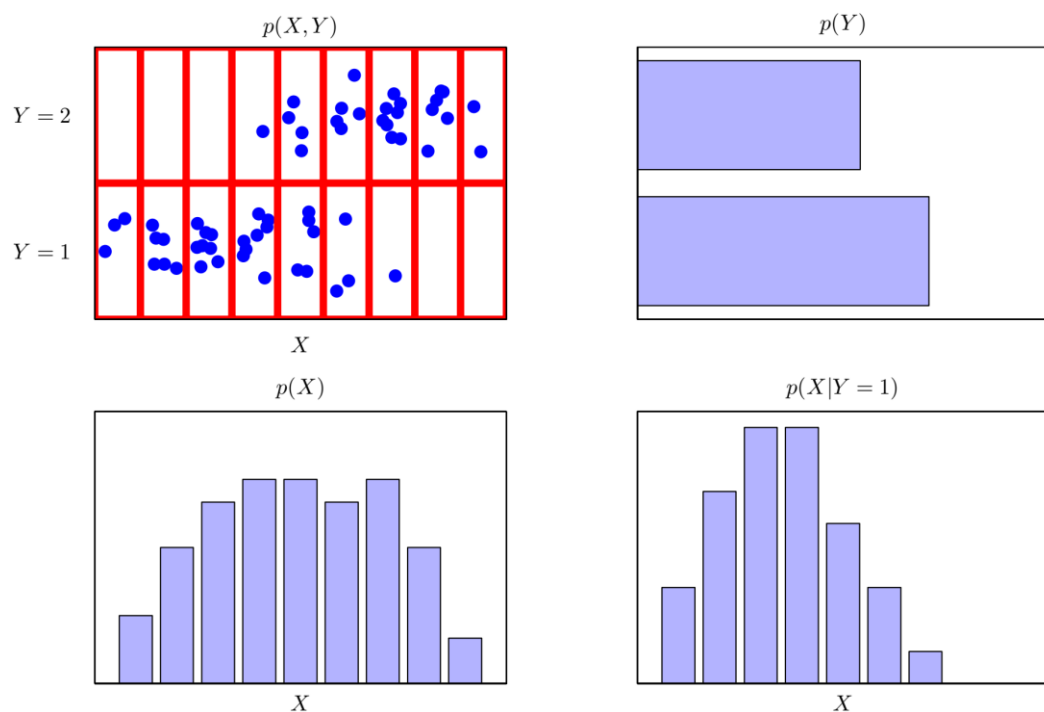 p(X, Y)
p(Y)
Y = 2
Y = 1
X
p(X)
p(X|Y = 1)
X
X